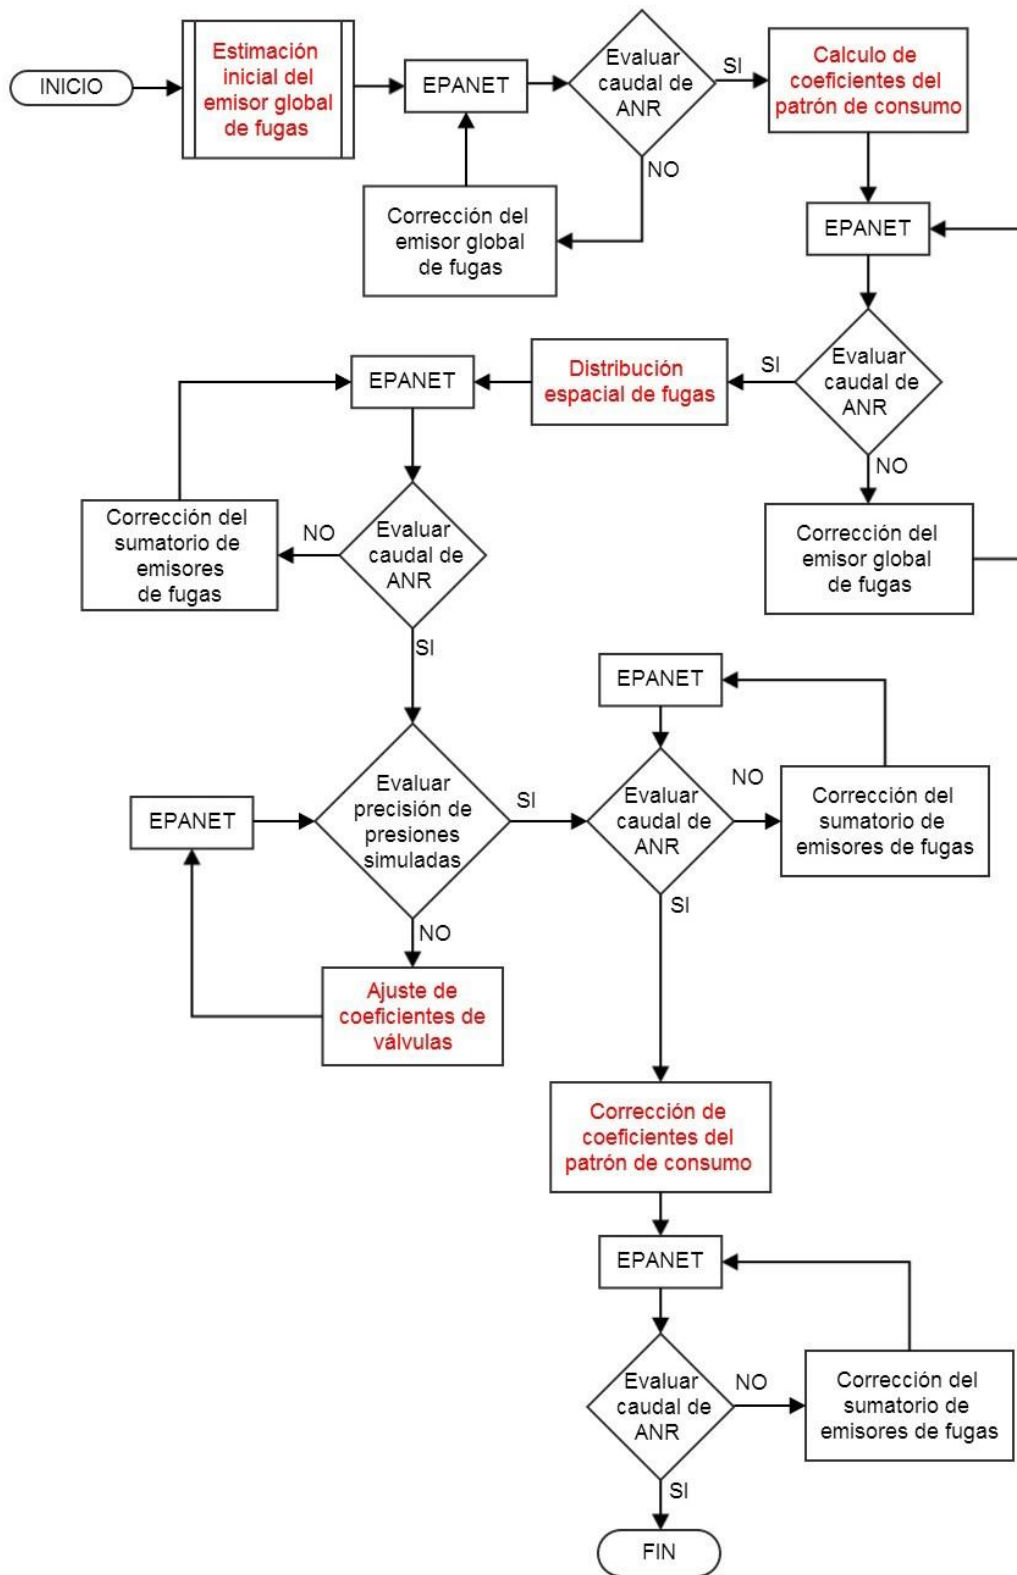 INICIO
Estimación
inicial del
emisor global
de fugas
EPANET
Evaluar
caudal de
ANR
SI
Calculo de
coeficientes del
patrón de consumo
NO
Corrección del
emisor global
de fugas
EPANET
Evaluar
caudal de
ANR
SI
Distribución
espacial de fugas
EPANET
NO
Corrección del
emisor global
de fugas
Evaluar
caudal de
ANR
NO
Corrección del
sumatorio de
emisores
de fugas
SI
Evaluar
precisión de
presiones
simuladas
EPANET
NO
Ajuste de
coeficientes de
válvulas
SI
EPANET
Evaluar
caudal de
ANR
NO
Corrección del
sumatorio de
emisores de fugas
SI
Corrección de
coeficientes del
patrón de consumo
EPANET
Evaluar
caudal de
ANR
NO
Corrección del
sumatorio de
emisores de fugas
SI
FIN